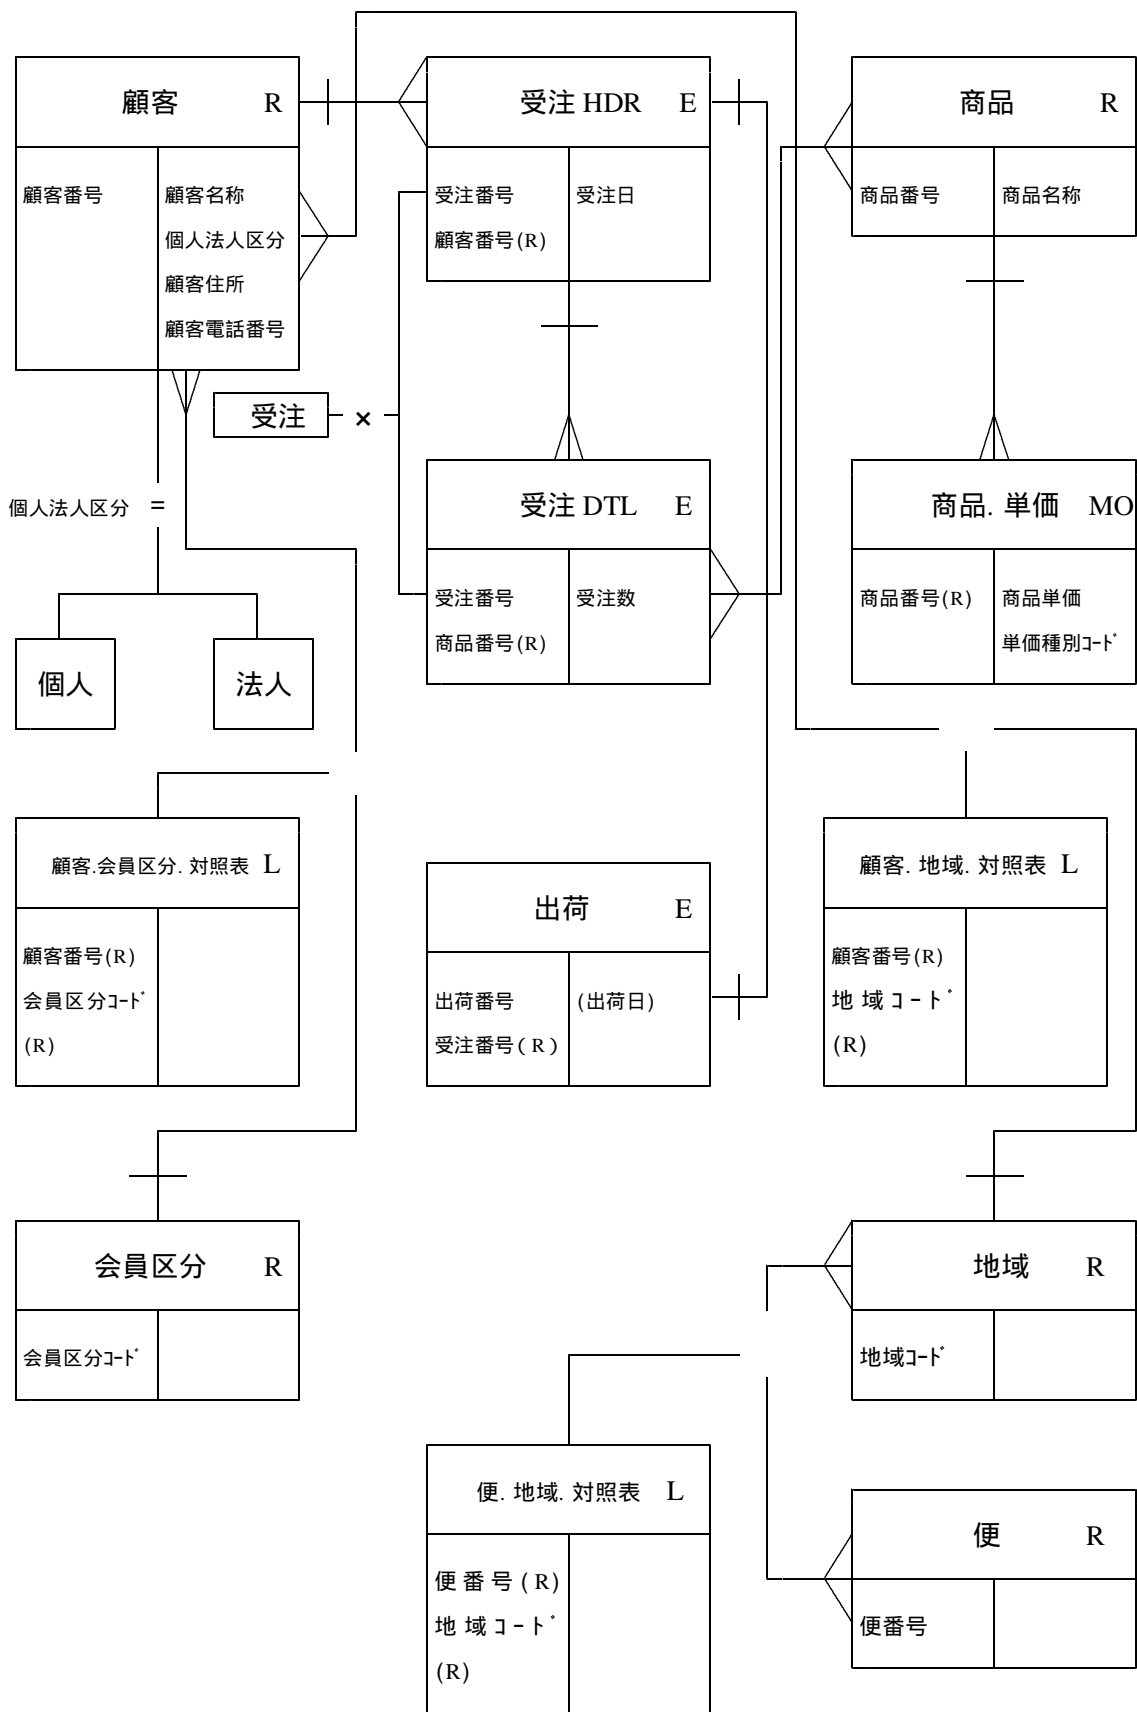 顧客 R
顧客番号
顧客名称
個人法人区分
顧客住所
顧客電話番号
受注 HDR E
受注番号
顧客番号(R)
受注日
商品 R
商品番号
商品名称
受注 ×
個人法人区分 =
個人
法人
受注 DTL E
受注番号
商品番号(R)
受注数
商品. 単価 MO
商品番号(R)
商品単価
単価種別ｺｰﾄﾞ
顧客.会員区分. 対照表 L
顧客番号(R)
会員区分ｺｰﾄﾞ
(R)
出荷 E
出荷番号
受注番号(R)
(出荷日)
顧客. 地域. 対照表 L
顧客番号(R)
地域ｺｰﾄﾞ
(R)
会員区分 R
会員区分ｺｰﾄﾞ
地域 R
地域ｺｰﾄﾞ
便. 地域. 対照表 L
便番号(R)
地域ｺｰﾄﾞ
(R)
便 R
便番号